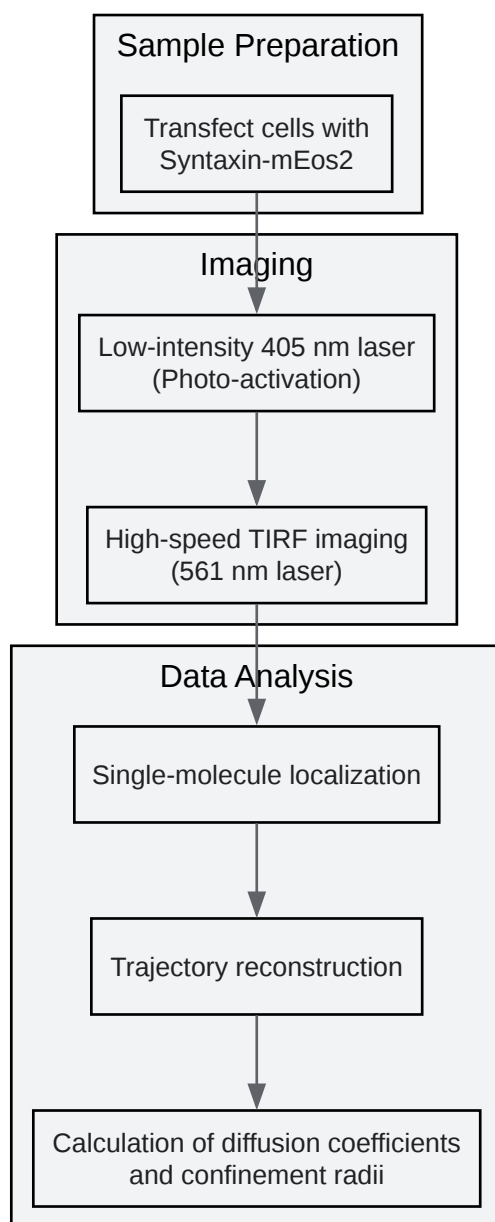 Sample Preparation
Transfect cells with
Syntaxin-mEos2
Imaging
Low-intensity 405 nm laser
(Photo-activation)
High-speed TIRF imaging
(561 nm laser)
Data Analysis
Single-molecule localization
Trajectory reconstruction
Calculation of diffusion coefficients
and confinement radii